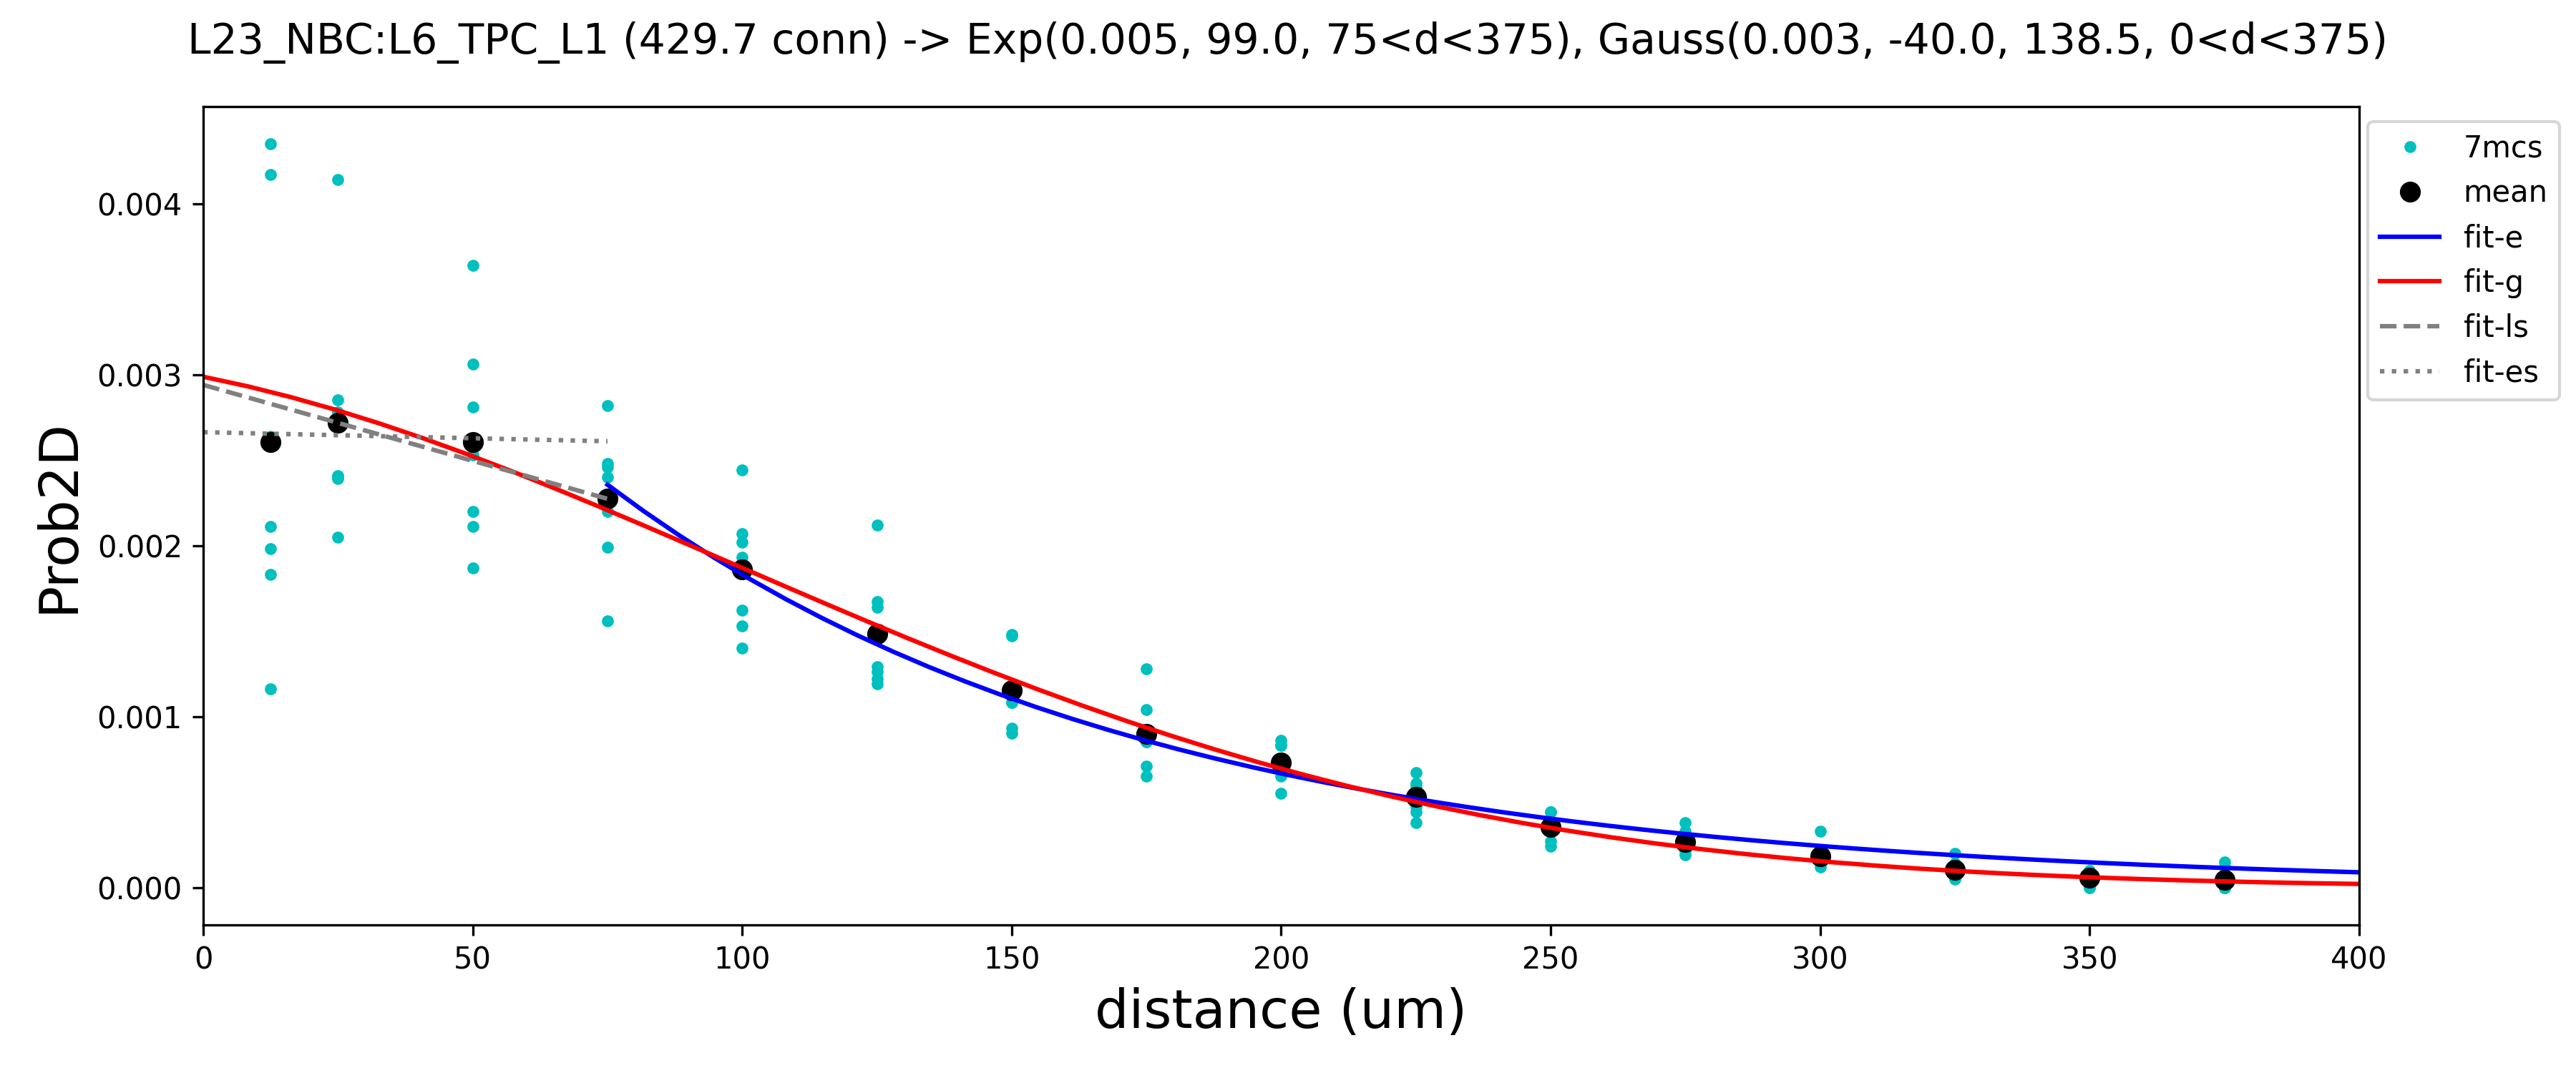 L23_NBC:L6_TPC_L1 (429.7 conn) -> Exp(0.005, 99.0, 75<d<375), Gauss(0.003, -40.0, 138.5, 0<d<375)
7mcs
mean
fit-e
fit-g
fit-ls
fit-es
Prob2D
0.004
0.003
0.002
0.001
0.000
0 50 100 150 200 250 300 350 400
distance (um)